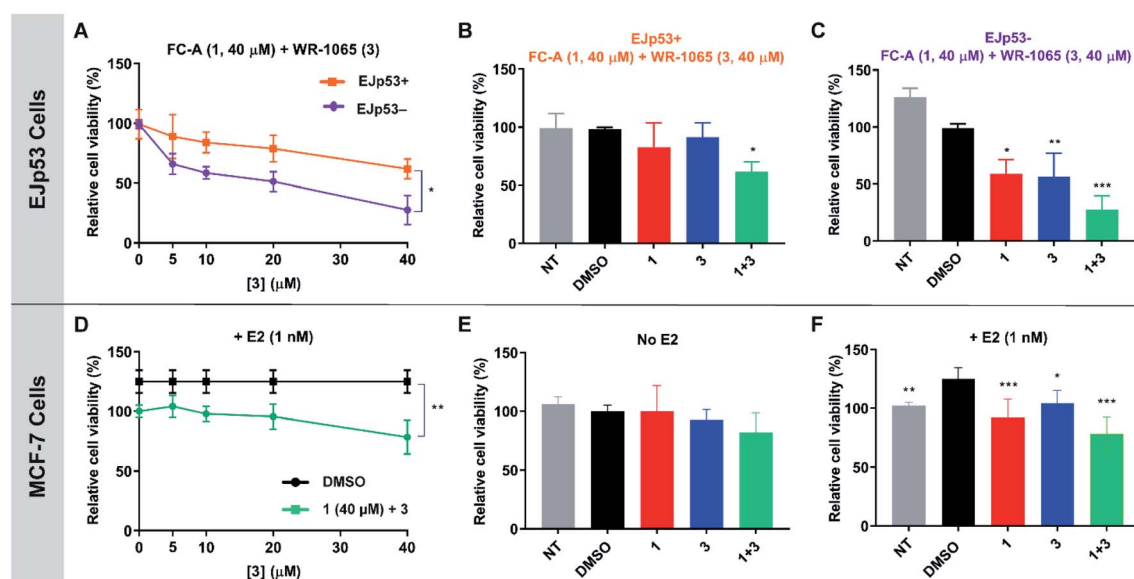 EJp53 Cells
A
FC-A (1, 40 μM) + WR-1065 (3)
EJp53+
EJp53–
Relative cell viability (%)
150
100
50
0
*
0 5 10 20 30 40
[3] (μM)
B
EJp53+
FC-A (1, 40 μM) + WR-1065 (3, 40 μM)
Relative cell viability (%)
150
100
50
0
*
NT DMSO 1 3 1+3
C
EJp53-
FC-A (1, 40 μM) + WR-1065 (3, 40 μM)
Relative cell viability (%)
150
100
50
0
* ** ***
NT DMSO 1 3 1+3
MCF-7 Cells
D
+ E2 (1 nM)
Relative cell viability (%)
150
100
50
0
**
DMSO
1 (40 μM) + 3
0 5 10 20 30 40
[3] (μM)
E
No E2
Relative cell viability (%)
150
100
50
0
NT DMSO 1 3 1+3
F
+ E2 (1 nM)
Relative cell viability (%)
150
100
50
0
** *** * ***
NT DMSO 1 3 1+3